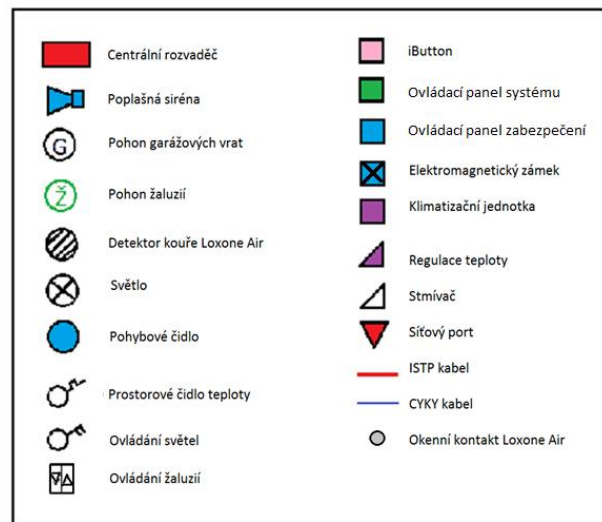 Centrální rozvaděč
Poplašná siréna
G
Pohon garážových vrat
Ž
Pohon žaluzií
Detektor kouře Loxone Air
Světlo
Pohybové čidlo
Prostorové čidlo teploty
Ovládání světel
Ovládání žaluzií
iButton
Ovládací panel systému
Ovládací panel zabezpečení
Elektromagnetický zámek
Klimatizační jednotka
Regulace teploty
Stmívač
Síťový port
ISTP kabel
CYKY kabel
Okenní kontakt Loxone Air